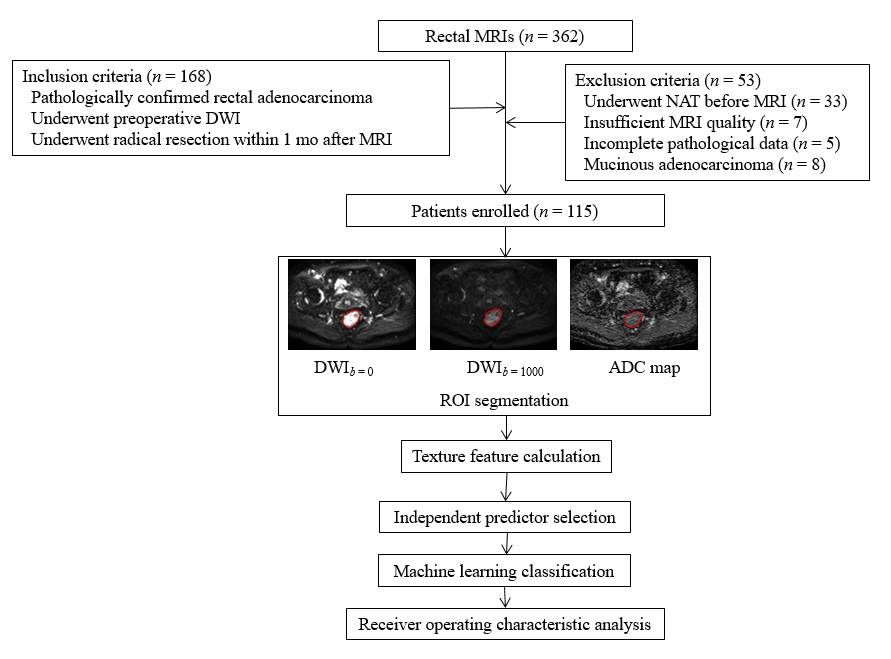 Rectal MRIs (n = 362)
Inclusion criteria (n = 168)
Pathologically confirmed rectal adenocarcinoma
Underwent preoperative DWI
Underwent radical resection within 1 mo after MRI
Exclusion criteria (n = 53)
Underwent NAT before MRI (n = 33)
Insufficient MRI quality (n = 7)
Incomplete pathological data (n = 5)
Mucinous adenocarcinoma (n = 8)
Patients enrolled (n = 115)
DWIb = 0
DWIb = 1000
ADC map
ROI segmentation
Texture feature calculation
Independent predictor selection
Machine learning classification
Receiver operating characteristic analysis